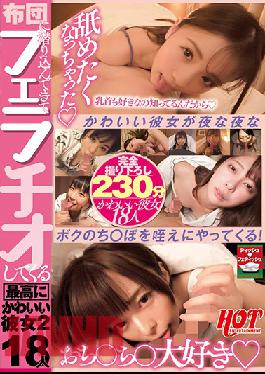 布団に潜り込んできて
フェラチオしてくる
最高に
かわいい
彼女2
18人
舐めたく
なっちゃった♡
乳首も好きなの知ってるんだから♡
かわいい彼女が夜な夜な
完全
撮り下ろし
230分
かわいい彼女
18人
ボクのち○ぽを咥えにやってくる!
おち○ち○大好き♡
HOT